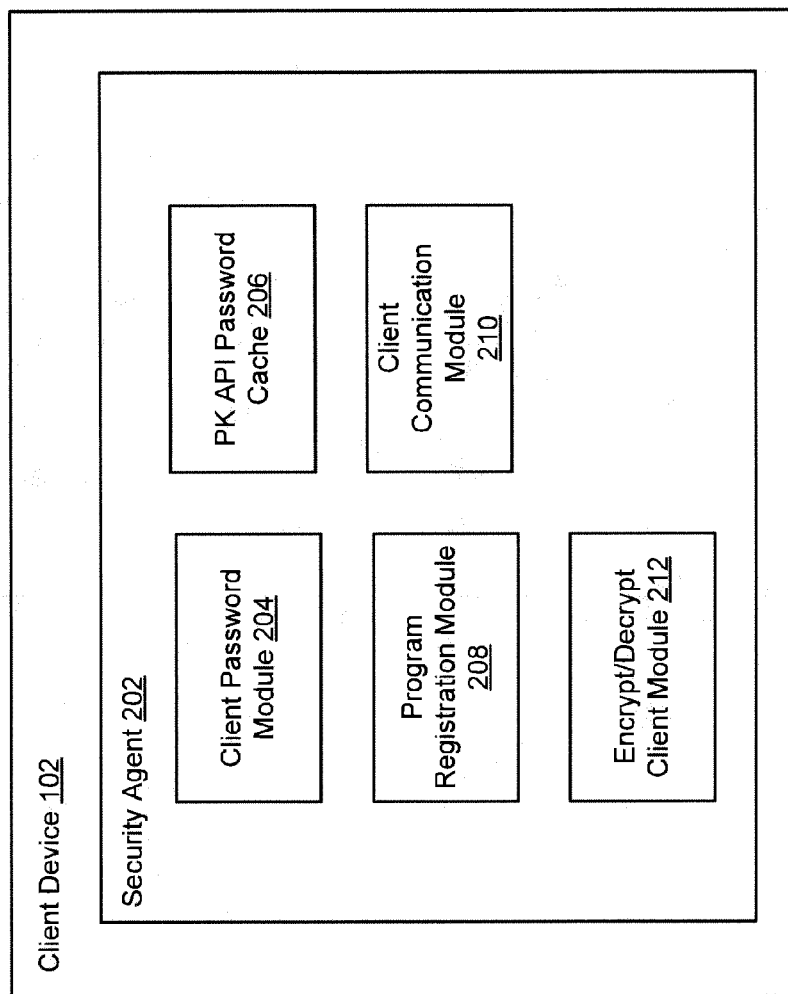 Client Device 102
Security Agent 202
Client Password
Module 204
PK API Password
Cache 206
Program
Registration Module
208
Client
Communication
Module
210
Encrypt/Decrypt
Client Module 212